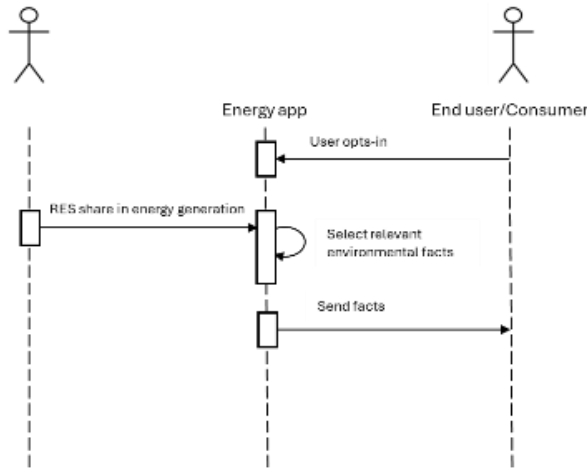 Energy app
End user/Consumer
User opts-in
RES share in energy generation
Select relevant
environmental facts
Send facts